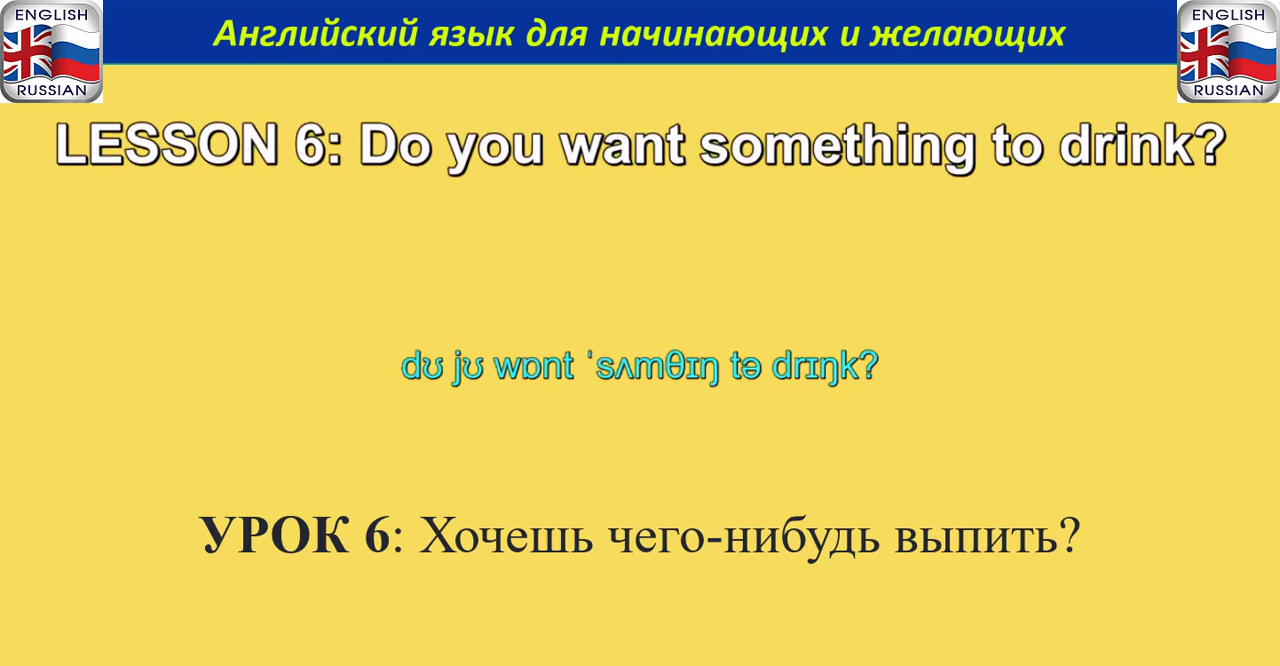 ENGLISH
RUSSIAN
Английский язык для начинающих и желающих
ENGLISH
RUSSIAN
LESSON 6: Do you want something to drink?
dʊ jʊ wɒnt ˈsʌmθɪŋ tə drɪŋk?
УРОК 6: Хочешь чего-нибудь выпить?